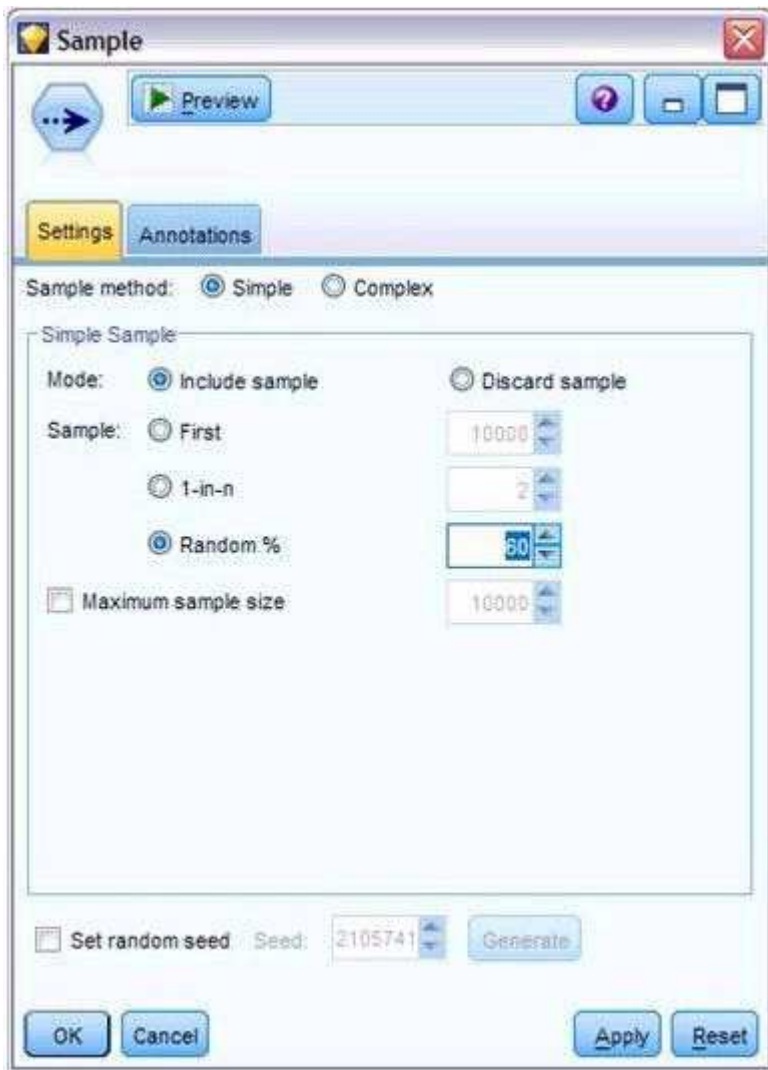 Sample
Preview
Settings Annotations
Sample method: Simple Complex
Simple Sample
Mode: Include sample Discard sample
Sample: First 10000
1-in-n 2
Random % 60
Maximum sample size 10000
Set random seed Seed: 2105741 Generate
OK Cancel Apply Reset